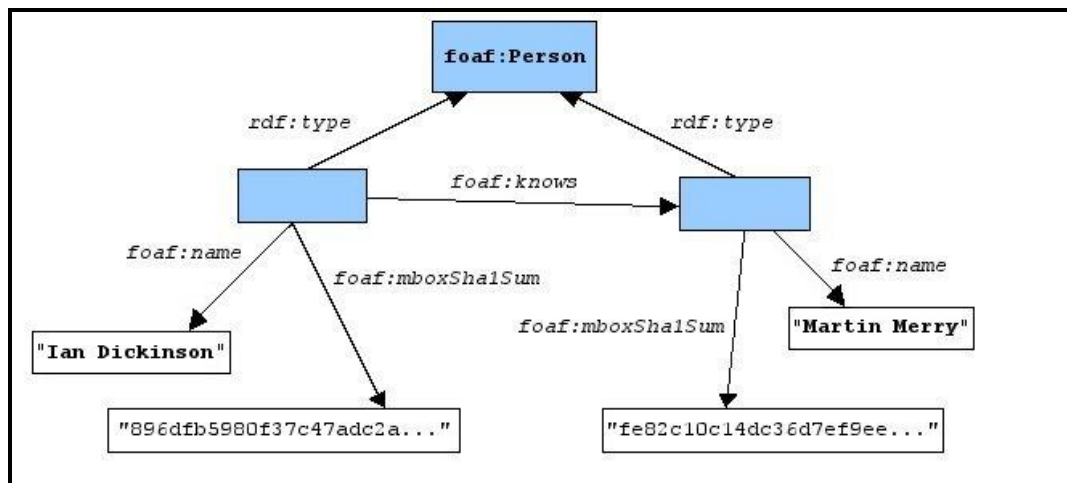 foaf:Person
rdf:type
rdf:type
foaf:knows
foaf:name
foaf:mboxSha1Sum
foaf:name
foaf:mboxSha1Sum
"Ian Dickinson"
"Martin Merry"
"896dfb5980f37c47adc2a..."
"fe82c10c14dc36d7ef9ee..."